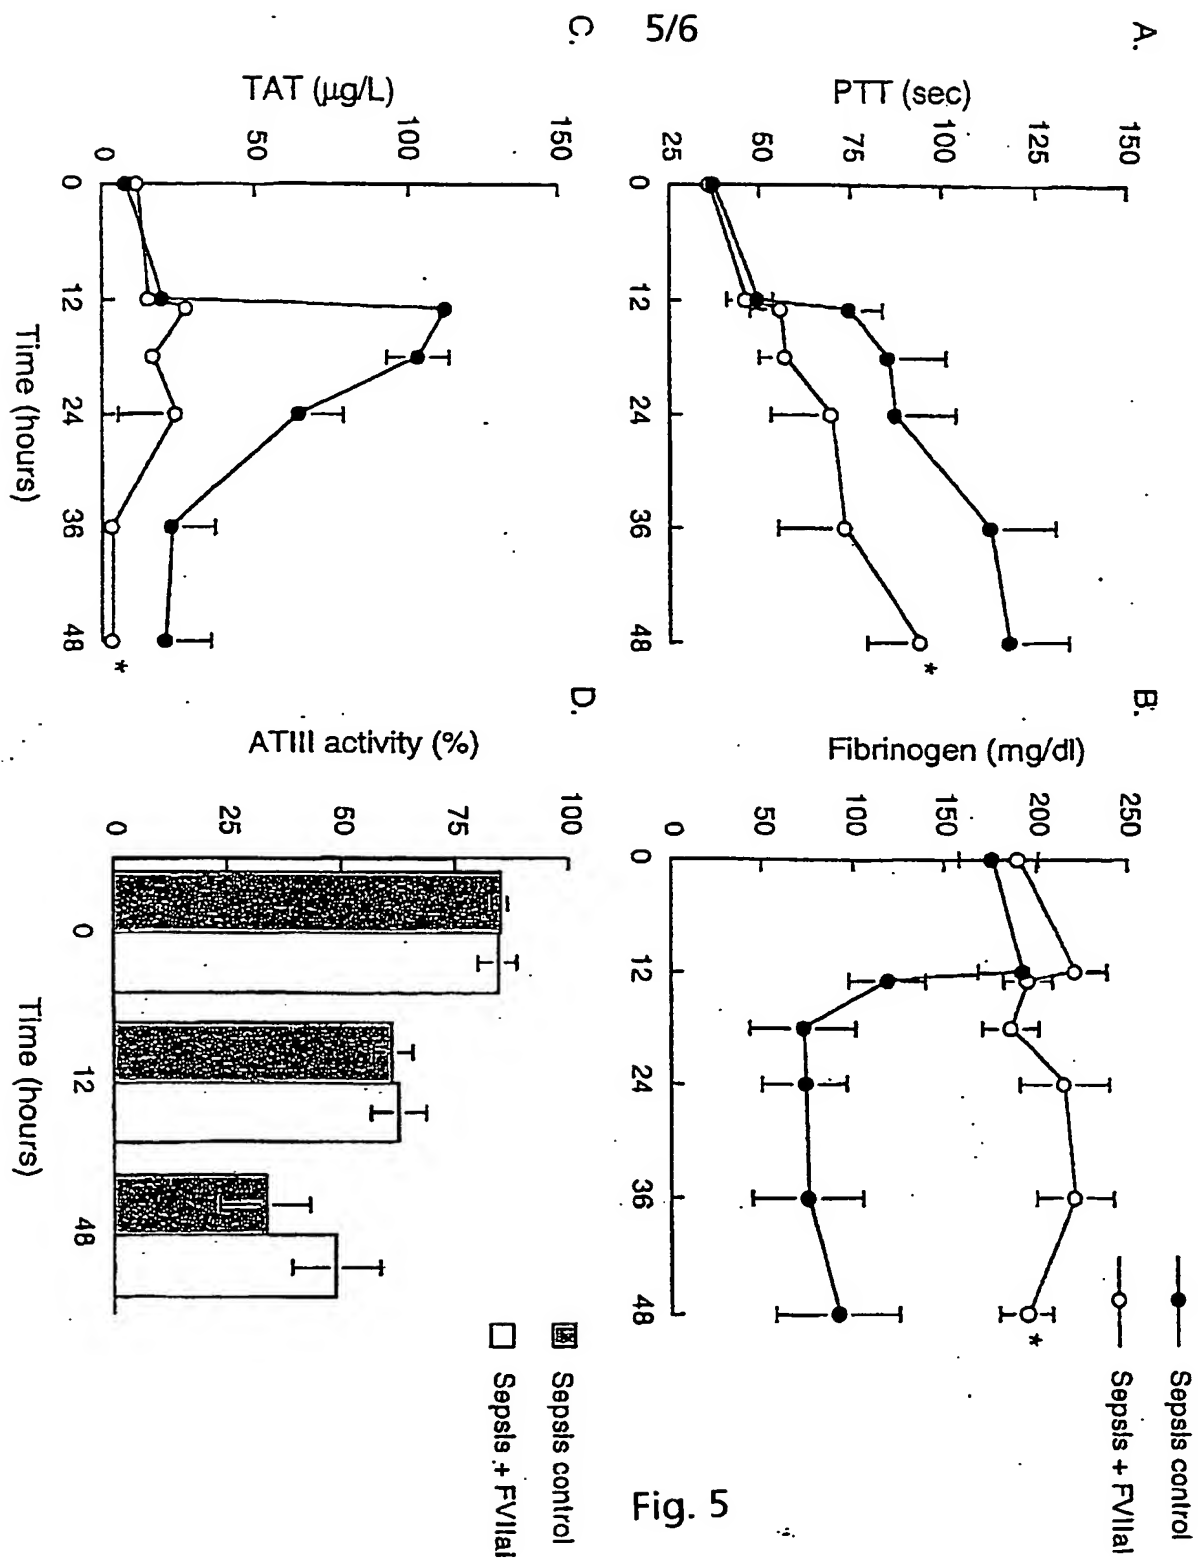 5/6
A.
PTT (sec)
150
125
100
75
50
25
0
12
24
36
48
*
B.
Fibrinogen (mg/dl)
250
200
150
100
50
0
0
12
24
36
48
*
Sepsis control
Sepsis + FVIIai
C.
TAT (µg/L)
150
100
50
0
0
12
24
36
48
*
Time (hours)
D.
ATIII activity (%)
100
75
50
25
0
0
12
48
Time (hours)
Sepsis control
Sepsis + FVIIai
Fig. 5